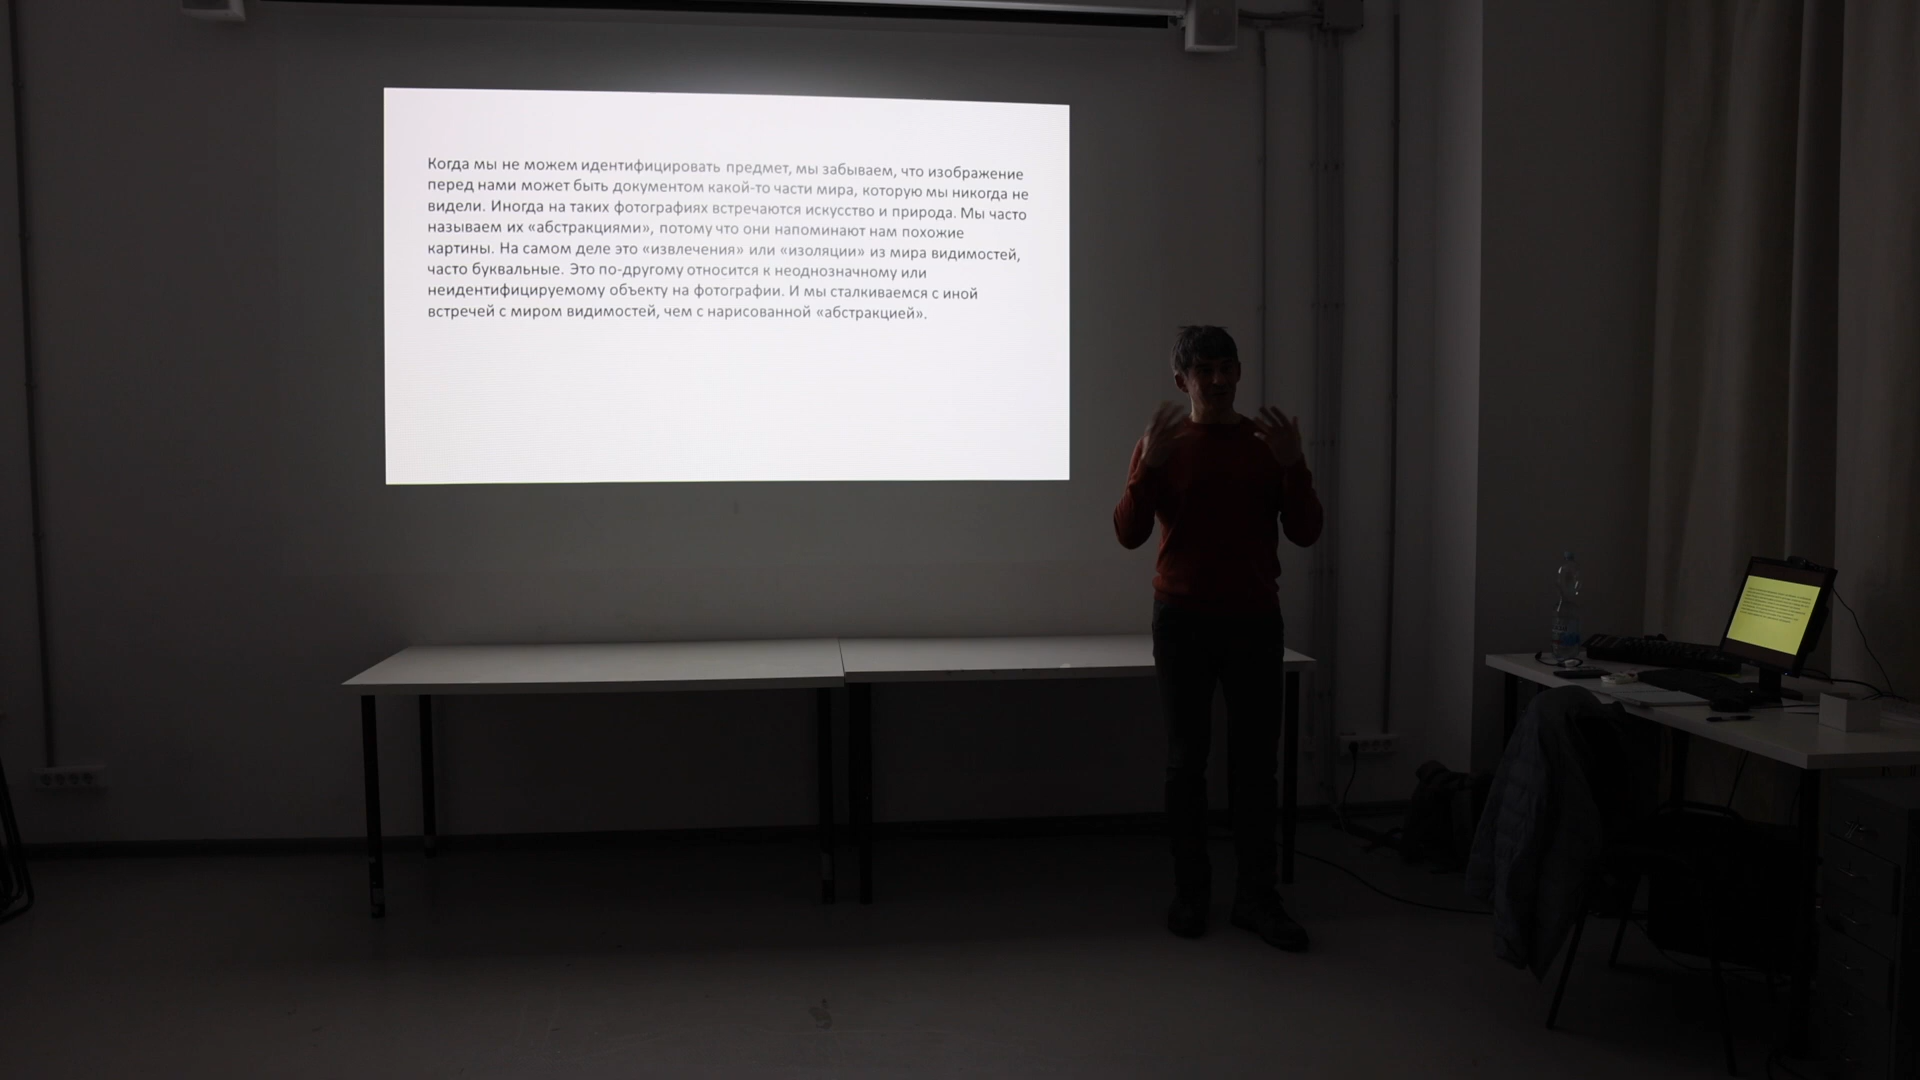 Когда мы не можем идентифицировать предмет, мы забываем, что изображение
перед нами может быть документом какой-то части мира, которую мы никогда не
видели. Иногда на таких фотографиях встречаются искусство и природа. Мы часто
называем их «абстракциями», потому что они напоминают нам похожие
картины. На самом деле это «извлечения» или «изоляции» из мира видимостей,
часто буквальные. Это по-другому относится к неоднозначному или
неидентифицируемому объекту на фотографии. И мы сталкиваемся с иной
встречей с миром видимостей, чем с нарисованной «абстракцией».